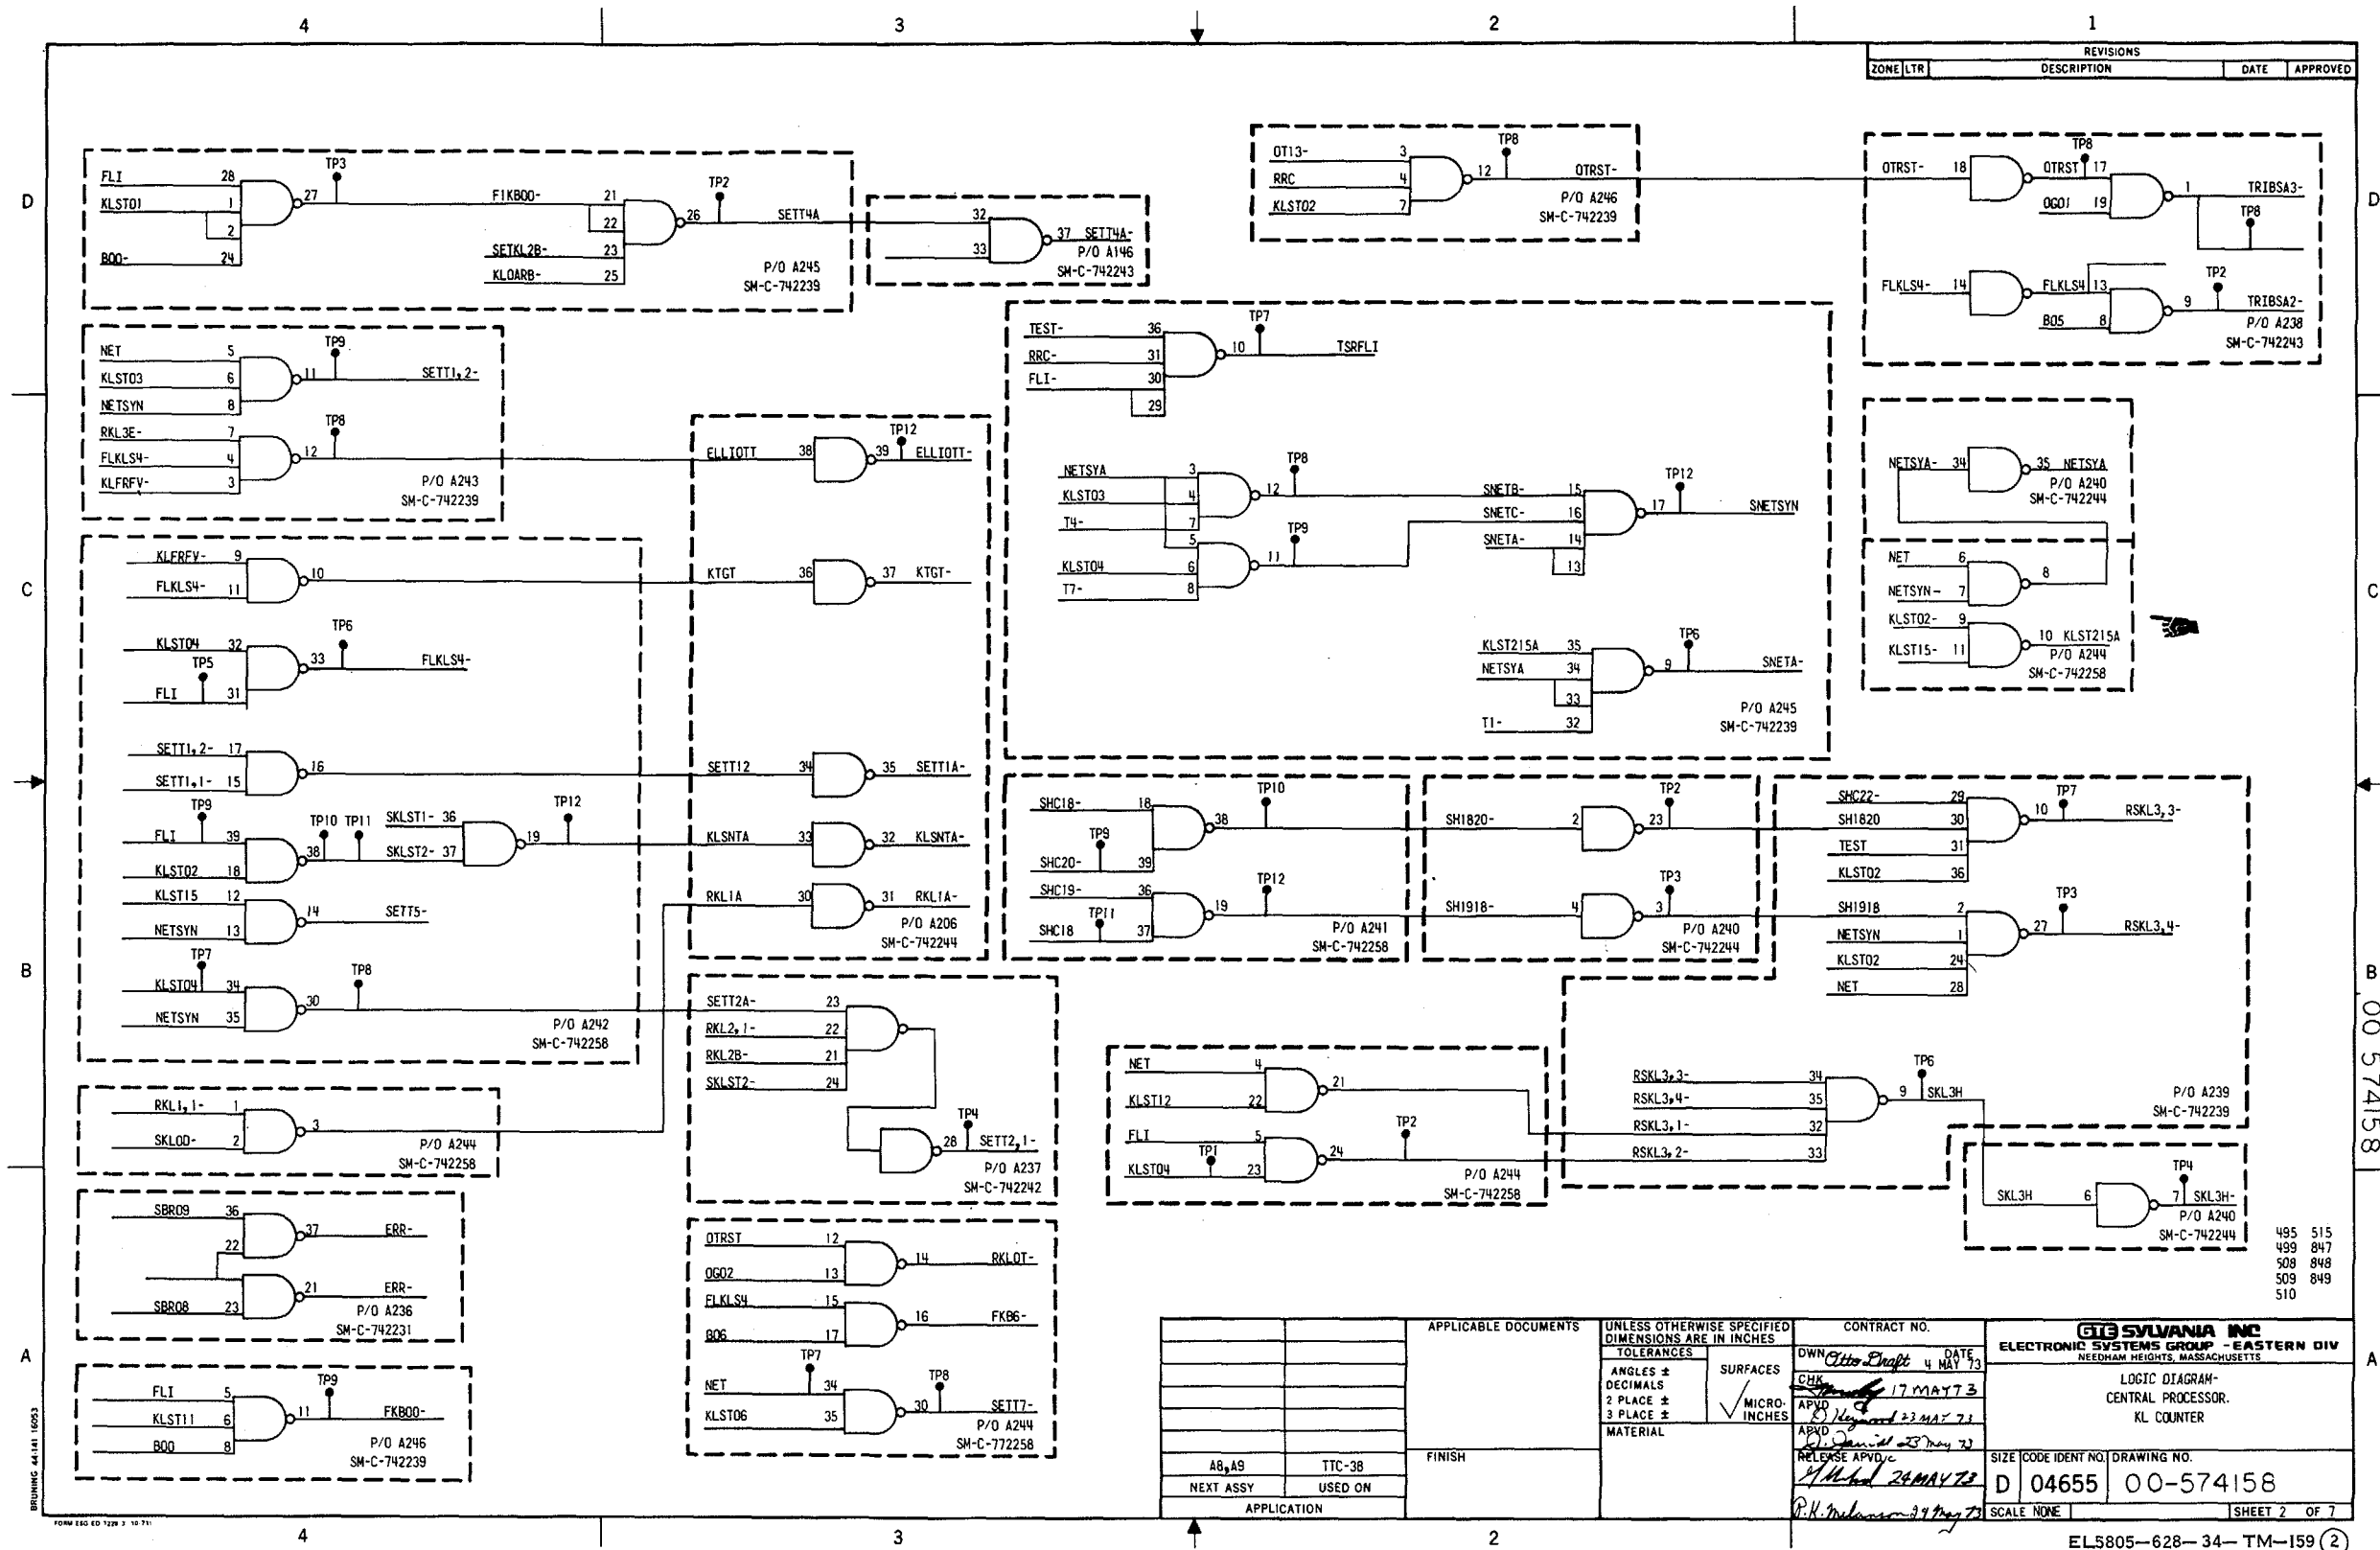 4 3 2 1
REVISIONS
ZONE LTR DESCRIPTION DATE APPROVED
D
FLI 28
KLST01 1
2
B00- 24
27 TP3
F1KB00- 21
22
SETKL2B- 23
KLOARB- 25
26 TP2 SETT4A
P/O A245
SM-C-742239
32
33
37 SETT4A-
P/O A146
SM-C-742243
OT13- 3
RRC 4
KLST02 7
12 TP8 OTRST-
P/O A246
SM-C-742239
OTRST- 18
TP8
OTRST 17
OG01 19
1 TRIBSA3-
TP8
FLKLS4- 14
FLKLS4 13
B05 8
9 TP2 TRIBSA2-
P/O A238
SM-C-742243
NET 5
KLST03 6
NETSYN 8
11 TP9 SETT1,2-
RKL3E- 7
FLKLS4- 4
KLFRFV- 3
12 TP8
P/O A243
SM-C-742239
TEST- 36
RRC- 31
FLI- 30
29
10 TP7 TSRFLI
NETSYA 3
KLST03 4
T4- 7
12 TP8
5
KLST04 6
T7- 8
11 TP9
SNETB- 15
SNETC- 16
SNETA- 14
13
17 TP12 SNETSYN
KLST215A 35
NETSYA 34
33
T1- 32
9 TP6 SNETA-
P/O A245
SM-C-742239
NETSYA- 34
35 NETSYA
P/O A240
SM-C-742244
NET 6
NETSYN- 7
8
KLST02- 9
KLST15- 11
10 KLST215A
P/O A244
SM-C-742258
C
KLFRFV- 9
FLKLS4- 11
10
KLST04 32
TP5
FLI 31
33 TP6 FLKLS4-
SETT1,2- 17
SETT1,1- 15
16
TP9
FLI 39
KLST02 18
38 TP10 TP11
SKLST1- 36
SKLST2- 37
19 TP12
KLST15 12
NETSYN 13
14 SETT5-
TP7
KLST04 34
NETSYN 35
30 TP8
P/O A242
SM-C-742258
ELLIOTT 38
39 TP12 ELLIOTT-
KTGT 36
37 KTGT-
SETT12 34
35 SETT1A-
KLSNTA 33
32 KLSNTA-
RKL1A 30
31 RKL1A-
P/O A206
SM-C-742244
SHC18- 18
TP9
SHC20- 39
38 TP10
SHC19- 36
TP11
SHC18 37
19 TP12
P/O A241
SM-C-742258
SH1820- 2
23 TP2
SH1918- 4
3 TP3
P/O A240
SM-C-742244
SHC22- 29
SH1820 30
TEST 31
KLST02 36
10 TP7 RSKL3,3-
SH1918 2
NETSYN 1
KLST02 24
NET 28
27 TP3 RSKL3,4-
B
SETT2A- 23
RKL2,1- 22
RKL2B- 21
SKLST2- 24
28 TP4 SETT2,1-
P/O A237
SM-C-742242
RKL1,1- 1
SKLOD- 2
3
P/O A244
SM-C-742258
NET 4
KLST12 22
21
FLI 5
TP1
KLST04 23
24 TP2
P/O A244
SM-C-742258
RSKL3,3- 34
RSKL3,4- 35
RSKL3,1- 32
RSKL3,2- 33
9 TP6 SKL3H
P/O A239
SM-C-742239
SKL3H 6
TP4
7 SKL3H-
P/O A240
SM-C-742244
SBR09 36
22
37 ERR-
SBR08 23
21 ERR-
P/O A236
SM-C-742231
OTRST 12
OG02 13
14 RKLOT-
FLKLS4 15
B06 17
16 FKB6-
TP7
NET 34
KLST06 35
30 TP8 SETT7-
P/O A244
SM-C-772258
A
FLI 5
KLST11 6
B00 8
11 TP9 FKB00-
P/O A246
SM-C-742239
495 515
499 847
508 848
509 849
510
00 574158
APPLICABLE DOCUMENTS
FINISH
A8,A9 TTC-38
NEXT ASSY USED ON
APPLICATION
UNLESS OTHERWISE SPECIFIED
DIMENSIONS ARE IN INCHES
TOLERANCES
ANGLES ±
DECIMALS
2 PLACE ±
3 PLACE ±
SURFACES
MICRO-
INCHES
MATERIAL
CONTRACT NO.
DWN Otto Draft DATE 4 MAY 73
CHK 17 MAY 73
APVD 23 MAY 73
APVD 23 May 73
RELEASE APVD 24 MAY 73
R.K. Melanson 24 May 73
GTE SYLVANIA INC
ELECTRONIC SYSTEMS GROUP - EASTERN DIV
NEEDHAM HEIGHTS, MASSACHUSETTS
LOGIC DIAGRAM-
CENTRAL PROCESSOR.
KL COUNTER
SIZE CODE IDENT NO. DRAWING NO.
D 04655 00-574158
SCALE NONE SHEET 2 OF 7
BRUNING 44-141 16053
4 3 2
EL5805-628-34-TM-159 (2)